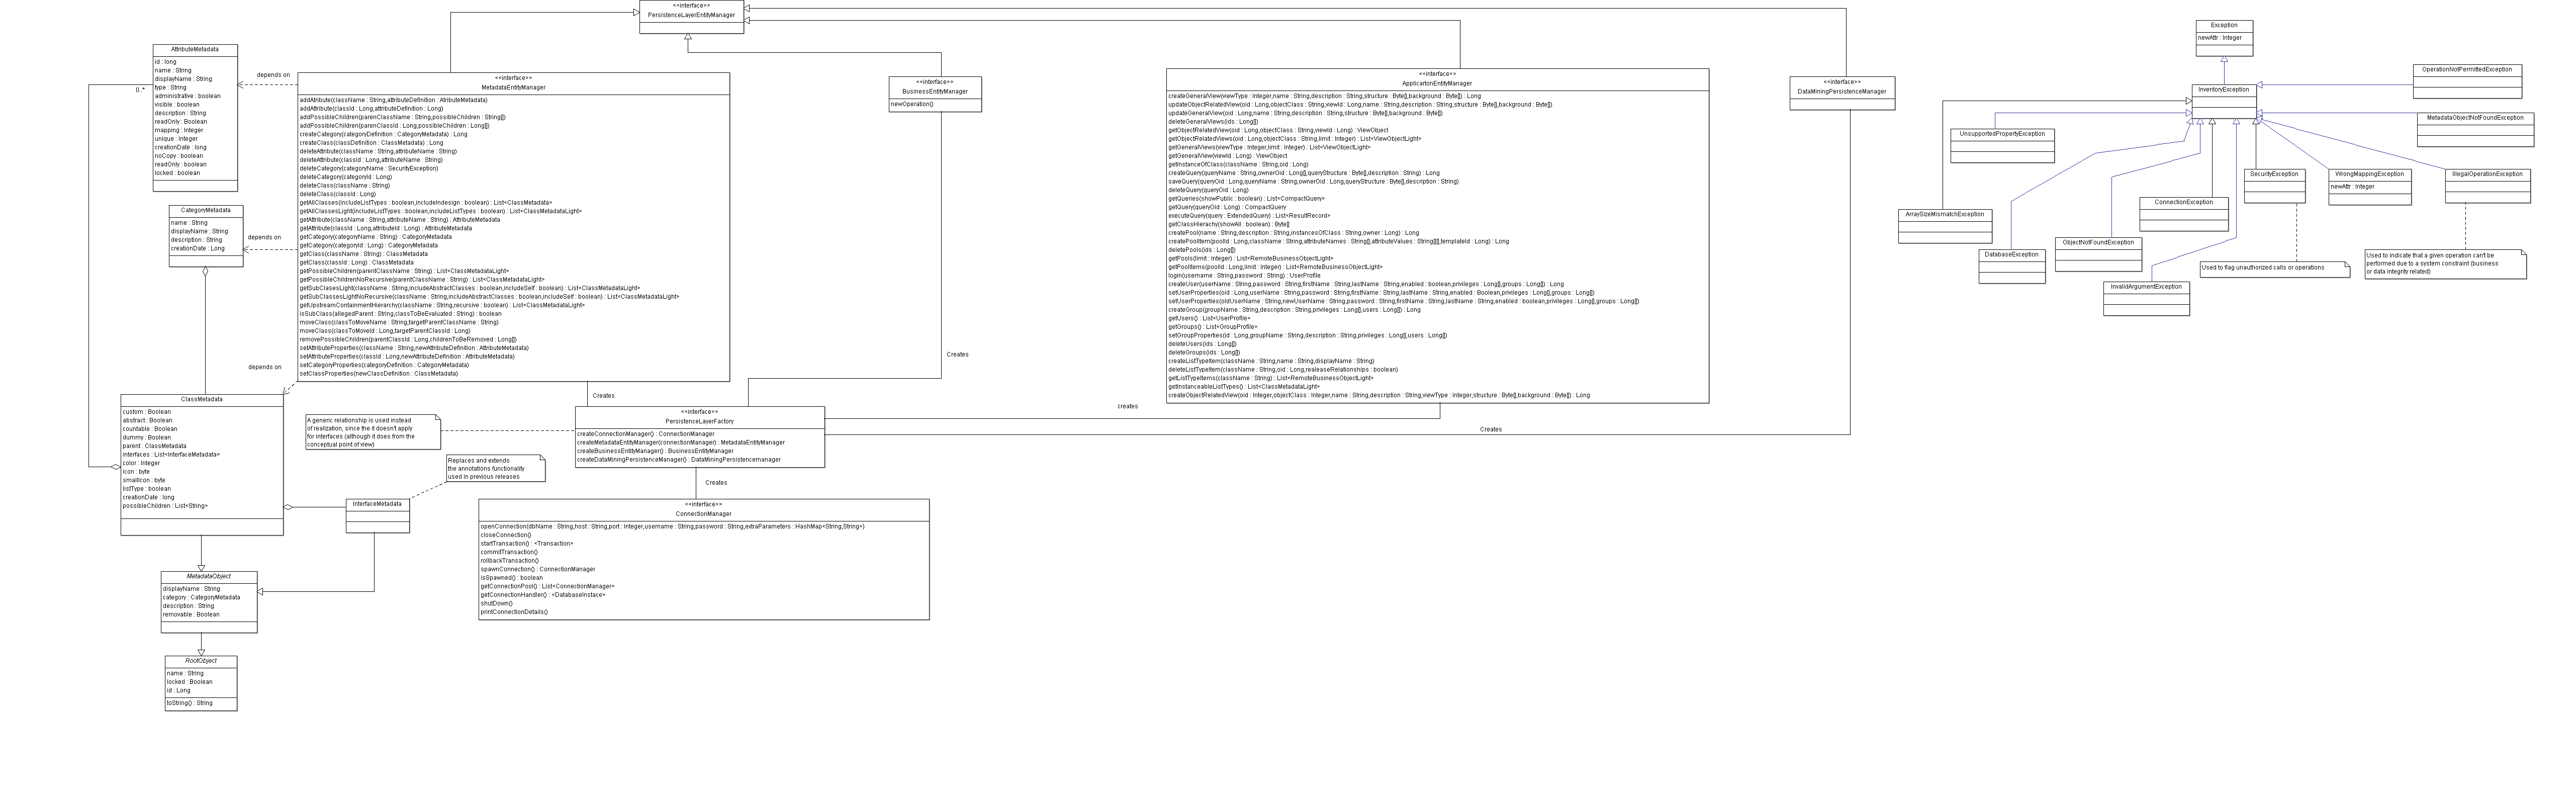 <<interface>>
PersistenceLayerEntityManager
AttributeMetadata
id : long
name : String
displayName : String
type : String
administrative : boolean
visible : boolean
description : String
readOnly : Boolean
mapping : Integer
unique : Integer
creationDate : long
noCopy : boolean
readOnly : boolean
locked : boolean
0..*
depends on
CategoryMetadata
name : String
displayName : String
description : String
creationDate : Long
depends on
depends on
<<interface>>
MetadataEntityManager
addAttribute(className : String,attributeDefinition : AtributeMetadata)
addAttribute(classId : Long,attributeDefinition : Long)
addPossibleChildren(parenClassName : String,possibleChildren : String[])
addPossibleChildren(parenClassId : Long,possibleChildren : Long[])
createCategory(categoryDefinition : CategoryMetadata) : Long
createClass(classDefinition : ClassMetadata) : Long
deleteAttribute(className : String,attributeName : String)
deleteAttribute(classId : Long,attributeName : String)
deleteCategory(categoryName : SecurityException)
deleteCategory(categoryId : Long)
deleteClass(className : String)
deleteClass(classId : Long)
getAllClasses(includeListTypes : boolean,includeIndesign : boolean) : List<ClassMetadata>
getAllClassesLight(includeListTypes : boolean,includeListTypes : boolean) : List<ClassMetadataLight>
getAttribute(className : String,attributeName : String) : AttributeMetadata
getAttribute(classId : Long,attributeId : Long) : AttributeMetadata
getCategory(categoryName : String) : CategoryMetadata
getCategory(categoryId : Long) : CategoryMetadata
getClass(className : String) : ClassMetadata
getClass(classId : Long) : ClassMetadata
getPossibleChildren(parentClassName : String) : List<ClassMetadataLight>
getPossibleChildrenNoRecursive(parentClassName : String) : List<ClassMetadataLight>
getSubClasesLight(className : String,includeAbstractClasses : boolean,includeSelf : boolean) : List<ClassMetadataLight>
getSubClassesLightNoRecursive(className : String,includeAbstractClasses : boolean,includeSelf : boolean) : List<ClassMetadataLight>
getUpstreamContainmentHierarchy(className : String,recursive : boolean) : List<ClassMetadataLight>
isSubClass(allegedParent : String,classToBeEvaluated : String) : boolean
moveClass(classToMoveName : String,targetParentClassName : String)
moveClass(classToMoveId : Long,targetParentClassId : Long)
removePossibleChildren(parentClassId : Long,childrenToBeRemoved : Long[])
setAttributeProperties(className : String,newAttributeDefinition : AttributeMetadata)
setAttributeProperties(classId : Long,newAttributeDefinition : AttributeMetadata)
setCategoryProperties(categoryDefinition : CategoryMetadata)
setClassProperties(newClassDefinition : ClassMetadata)
<<interface>>
BusinessEntityManager
newOperation()
Creates
<<interface>>
ApplicartonEntityManager
createGeneralView(viewType : Integer,name : String,description : String,structure : Byte[],background : Byte[]) : Long
updateObjectRelatedView(oid : Long,objectClass : String,viewId : Long,name : String,description : String,structure : Byte[],background : Byte[])
updateGeneralView(oid : Long,name : String,description : String,structure : Byte[],background : Byte[])
deleteGeneralViews(ids : Long[])
getObjectRelatedView(oid : Long,objectClass : String,viewId : Long) : ViewObject
getObjectRelatedViews(oid : Long,objectClass : String,limit : Integer) : List<ViewObjectLight>
getGeneralViews(viewType : Integer,limit : Integer) : List<ViewObjectLight>
getGeneralView(viewId : Long) : ViewObject
getInstanceOfClass(className : String,oid : Long)
createQuery(queryName : String,ownerOid : Long[],queryStructure : Byte[],description : String) : Long
saveQuery(queryOid : Long,queryName : String,ownerOid : Long,queryStructure : Byte[],description : String)
deleteQuery(queryOid : Long)
getQueries(showPublic : boolean) : List<CompactQuery>
getQuery(queryOid : Long) : CompactQuery
executeQuery(query : ExtendedQuery) : List<ResultRecord>
getClassHierachy(showAll : boolean) : Byte[]
createPool(name : String,description : String,instancesOfClass : String,owner : Long) : Long
createPoolItem(poolId : Long,className : String,attributeNames : String[],attributeValues : String[][],templateId : Long) : Long
deletePools(ids : Long[])
getPools(limit : Integer) : List<RemoteBusinessObjectLight>
getPoolItems(poolid : Long,limit : Integer) : List<RemoteBusinessObjectLight>
login(username : String,password : String) : UserProfile
createUser(userName : String,password : String,firstName : String,lastName : String,enabled : boolean,privileges : Long[],groups : Long[]) : Long
setUserProperties(oid : Long,userName : String,password : String,firstName : String,lastName : String,enabled : Boolean,privileges : Long[],groups : Long[])
setUserProperties(oldUserName : String,newUserName : String,password : String,firstName : String,lastName : String,enabled : boolean,privileges : Long[],groups : Long[])
createGroup(groupName : String,description : String,privileges : Long[],users : Long[]) : Long
getUsers() : List<UserProfile>
getGroups() : List<GroupProfile>
setGroupProperties(id : Long,groupName : String,description : String,privileges : Long[],users : Long[])
deleteUsers(ids : Long[])
deleteGroups(ids : Long[])
createListTypeItem(className : String,name : String,displayName : String)
deleteListTypeItem(className : String,oid : Long,realeaseRelationships : boolean)
getListTypeItems(className : String) : List<RemoteBusinessObjectLight>
getInstanceableListTypes() : List<ClassMetadataLight>
createObjectRelatedView(oid : Integer,objectClass : Integer,name : String,description : String,viewType : Integer,structure : Byte[],background : Byte[]) : Long
<<interface>>
DataMiningPersistenceManager
Exception
newAttr : Integer
InventoryException
OperationNotPermittedException
MetadataObjectNotFoundException
UnsupportedPropertyException
ArraySizeMismatchException
DatabaseException
ObjectNotFoundException
InvalidArgumentException
ConnectionException
SecurityException
WrongMappingException
newAttr : Integer
IllegalOperationException
Used to flag unauthorized calls or operations
Used to indicate that a given operation can't be
performed due to a system constraint (business
or data integrity related)
ClassMetadata
custom : Boolean
abstract : Boolean
countable : Boolean
dummy : Boolean
parent : ClassMetadata
interfaces : List<InterfaceMetadata>
color : Integer
icon : byte
smallIcon : byte
listType : boolean
creationDate : long
possibleChildren : List<String>
A generic relationship is used instead
of realization, since the it doesn't apply
for interfaces (although it does from the
conceptual point of view)
Creates
creates
Creates
<<interface>>
PersistenceLayerFactory
createConnectionManager() : ConnectionManager
createMetadataEntityManager(connectionManager) : MetadataEntityManager
createBusinessEntityManager() : BusinessEntityManager
createDataMiningPersistenceManager() : DataMiningPersistencemanager
Replaces and extends
the annotations functionality
used in previous releases
Creates
InterfaceMetadata
<<interface>>
ConnectionManager
openConnection(dbName : String,host : String,port : Integer,username : String,password : String,extraParameters : HashMap<String,String>)
closeConnection()
startTransaction() : <Transaction>
commitTransaction()
rollbackTransaction()
spawnConnection() : ConnectionManager
isSpawned() : boolean
getConnectionPool() : List<ConnectionManager>
getConnectionHandler() : <DatabaseInstace>
shutDown()
printConnectionDetails()
MetadataObject
displayName : String
category : CategoryMetadata
description : String
removable : Boolean
RootObject
name : String
locked : Boolean
id : Long
toString() : String